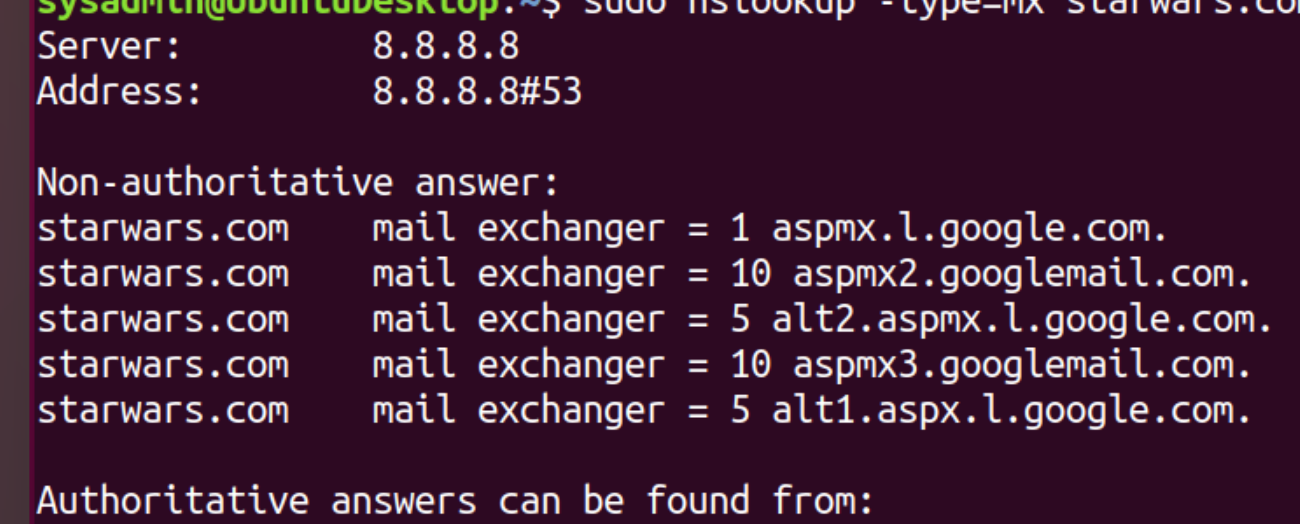 sysadmin@UbuntuDesktop:~$ sudo nslookup -type=mx starwars.com
Server:		8.8.8.8
Address:	8.8.8.8#53
Non-authoritative answer:
starwars.com	mail exchanger = 1 aspmx.l.google.com.
starwars.com	mail exchanger = 10 aspmx2.googlemail.com.
starwars.com	mail exchanger = 5 alt2.aspmx.l.google.com.
starwars.com	mail exchanger = 10 aspmx3.googlemail.com.
starwars.com	mail exchanger = 5 alt1.aspx.l.google.com.
Authoritative answers can be found from: